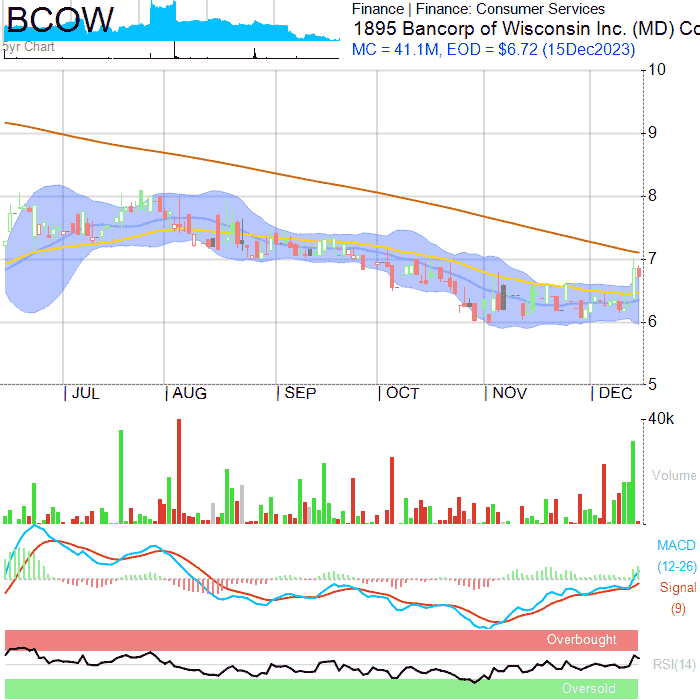 BCOW
5yr Chart
Finance | Finance: Consumer Services
1895 Bancorp of Wisconsin Inc. (MD) Co
MC = 41.1M, EOD = $6.72 (15Dec2023)
10
9
8
7
6
5
JUL AUG SEP OCT NOV DEC
40k
Volume
MACD
(12-26)
Signal
(9)
Overbought
RSI(14)
Oversold